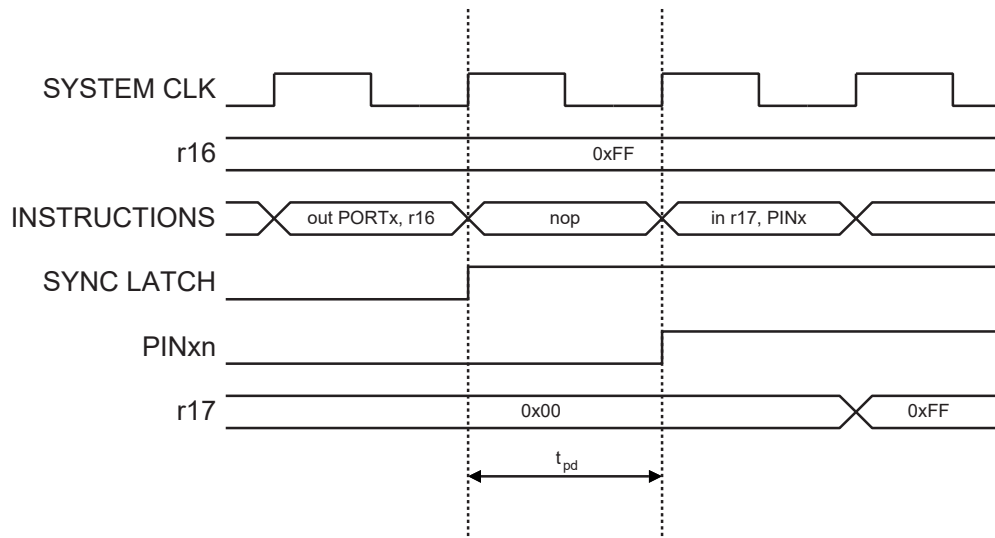 SYSTEM CLK
r16
0xFF
INSTRUCTIONS
out PORTx, r16
nop
in r17, PINx
SYNC LATCH
PINxn
r17
0x00
0xFF
tpd